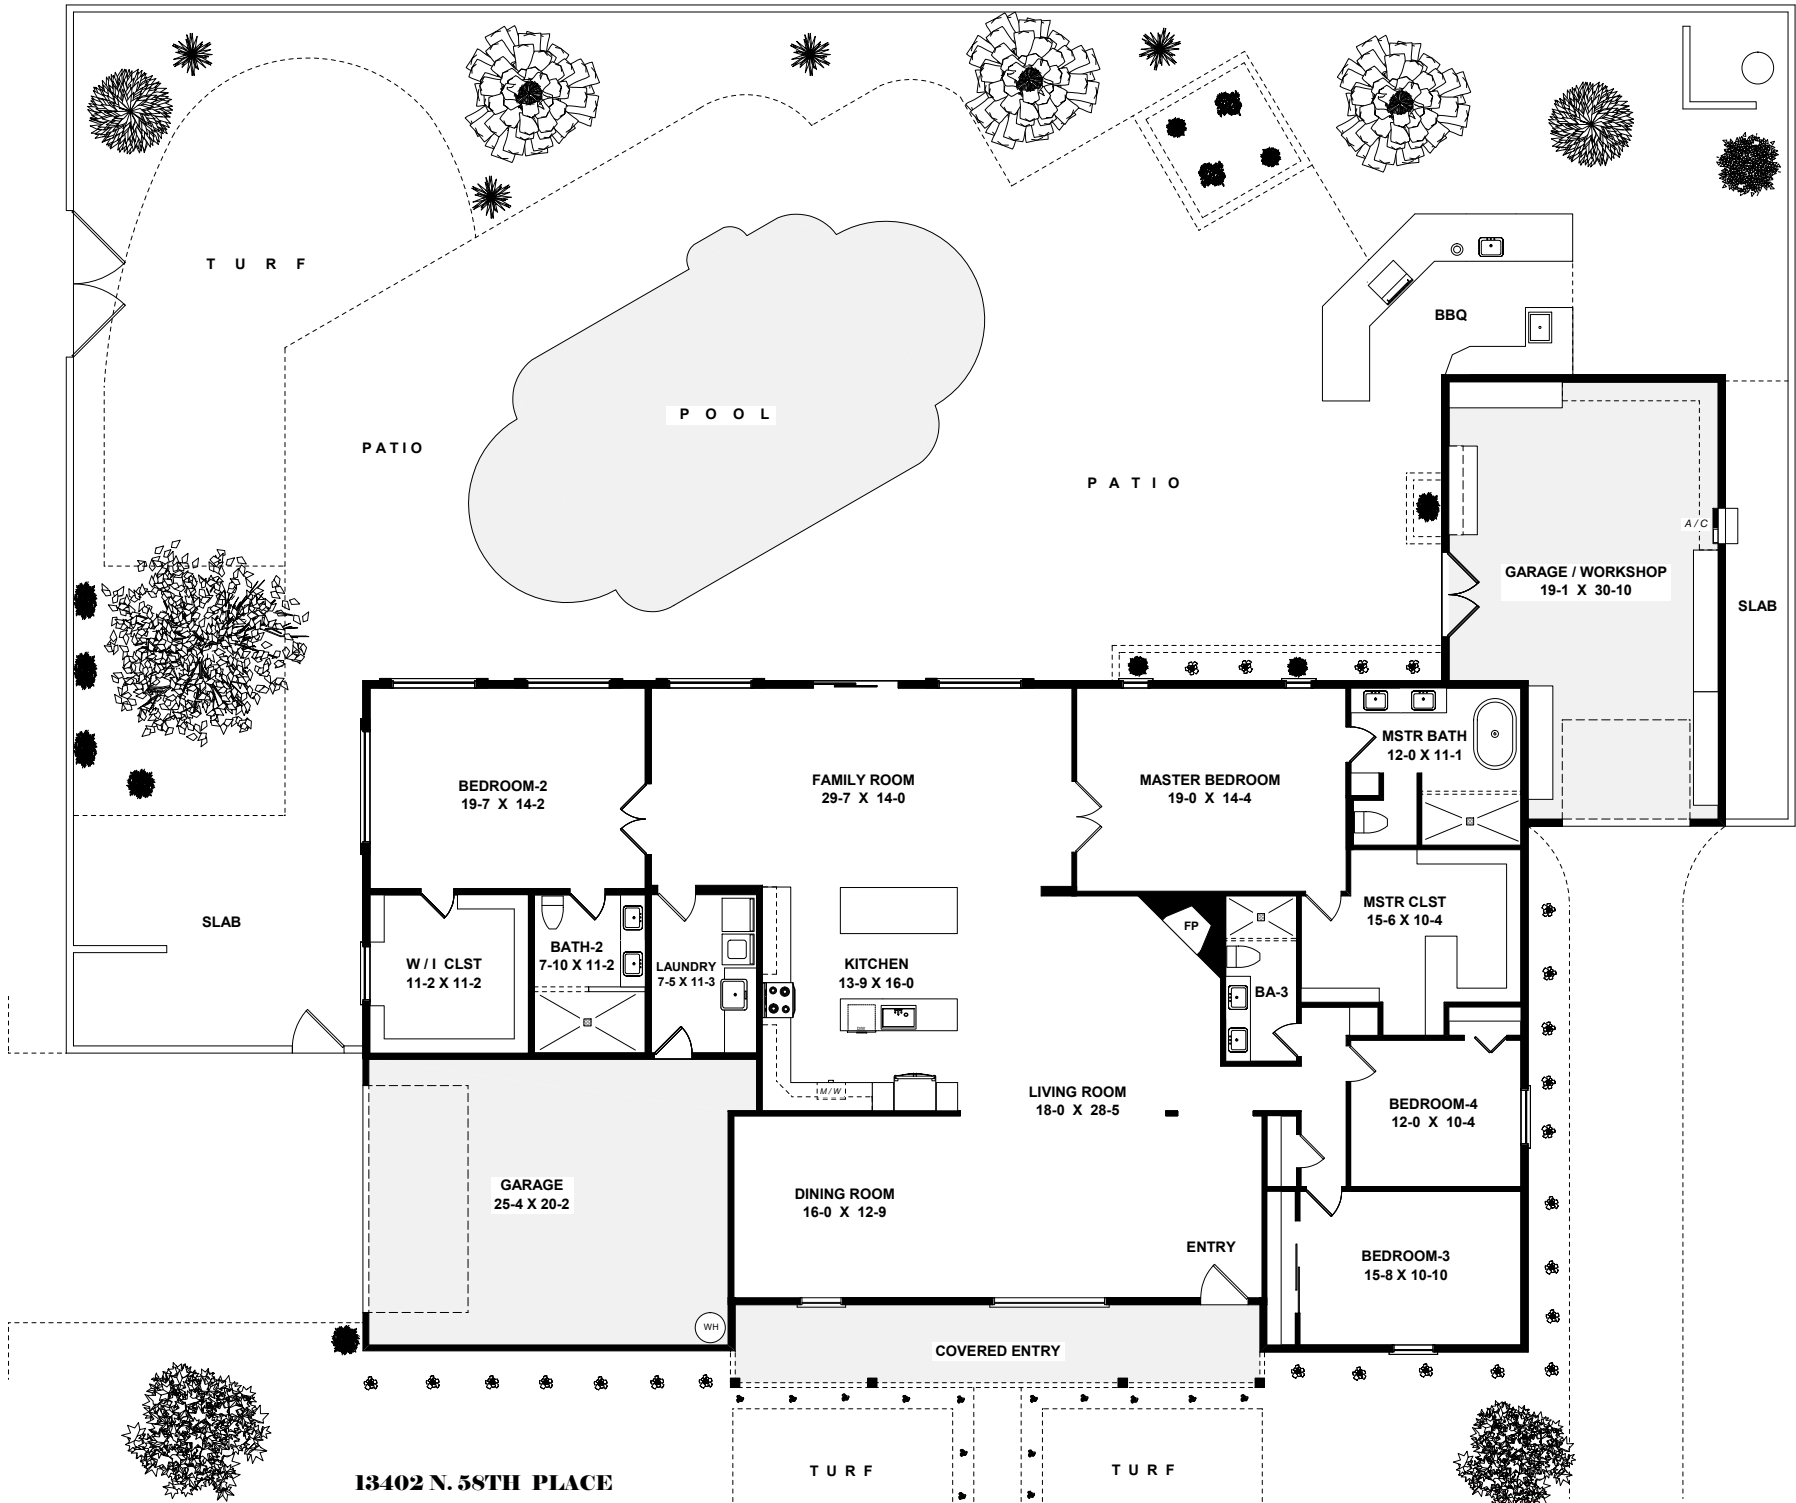 T U R F
BBQ
P O O L
PATIO
P A T I O
A / C
GARAGE / WORKSHOP
19-1 X 30-10
SLAB
MSTR BATH
12-0 X 11-1
BEDROOM-2
19-7 X 14-2
FAMILY ROOM
29-7 X 14-0
MASTER BEDROOM
19-0 X 14-4
SLAB
MSTR CLST
15-6 X 10-4
FP
W / I CLST
11-2 X 11-2
BATH-2
7-10 X 11-2
LAUNDRY
7-5 X 11-3
KITCHEN
13-9 X 16-0
BA-3
M / W
LIVING ROOM
18-0 X 28-5
BEDROOM-4
12-0 X 10-4
GARAGE
25-4 X 20-2
DINING ROOM
16-0 X 12-9
ENTRY
BEDROOM-3
15-8 X 10-10
WH
COVERED ENTRY
T U R F
T U R F
13402 N. 58TH PLACE